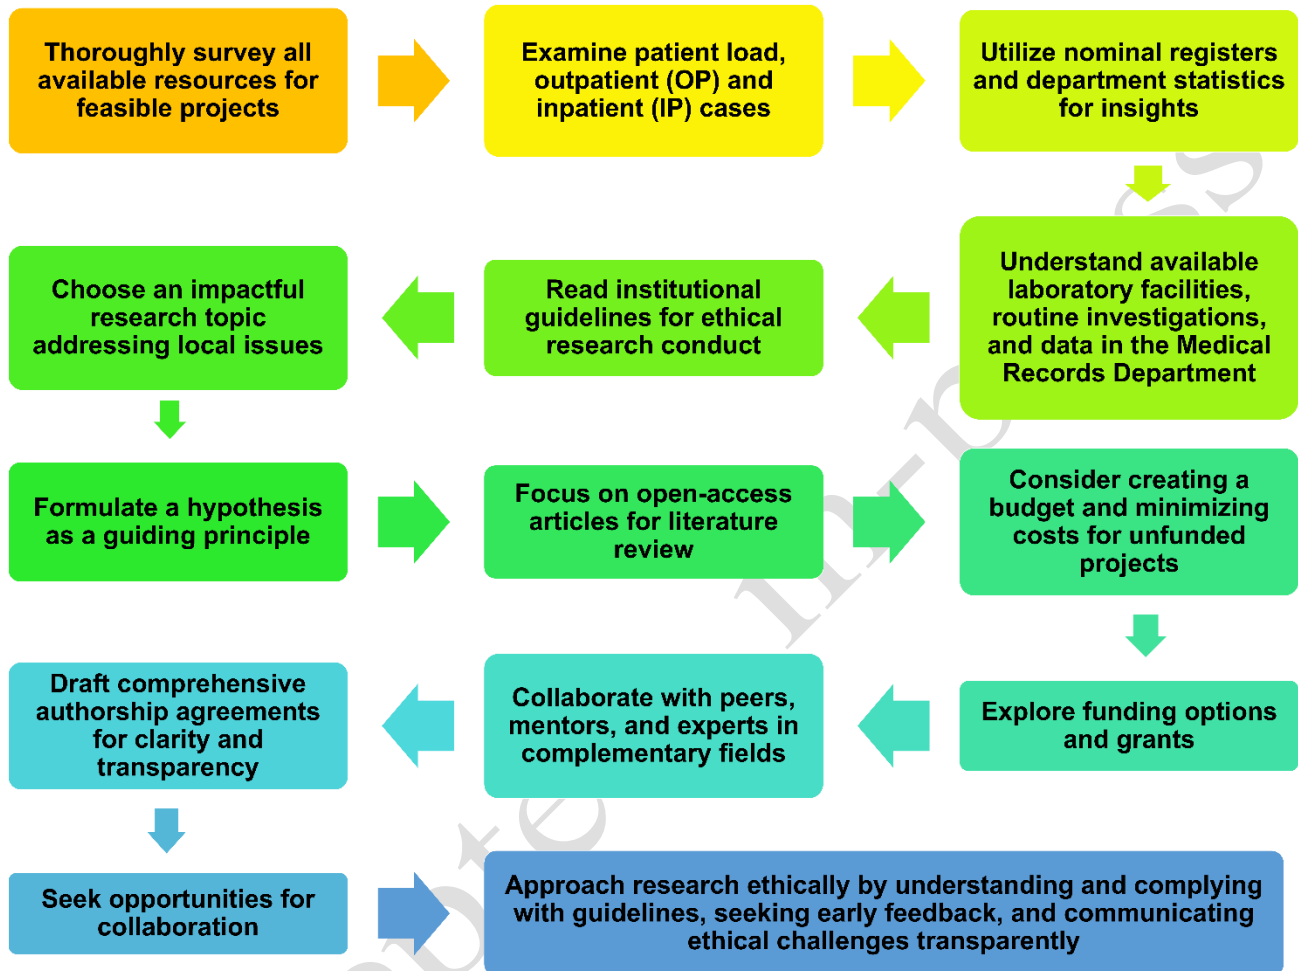 Thoroughly survey all
available resources for
feasible projects
Examine patient load,
outpatient (OP) and
inpatient (IP) cases
Utilize nominal registers
and department statistics
for insights
Understand available
laboratory facilities,
routine investigations,
and data in the Medical
Records Department
Read institutional
guidelines for ethical
research conduct
Choose an impactful
research topic
addressing local issues
Formulate a hypothesis
as a guiding principle
Focus on open-access
articles for literature
review
Consider creating a
budget and minimizing
costs for unfunded
projects
Explore funding options
and grants
Collaborate with peers,
mentors, and experts in
complementary fields
Draft comprehensive
authorship agreements
for clarity and
transparency
Seek opportunities for
collaboration
Approach research ethically by understanding and complying
with guidelines, seeking early feedback, and communicating
ethical challenges transparently